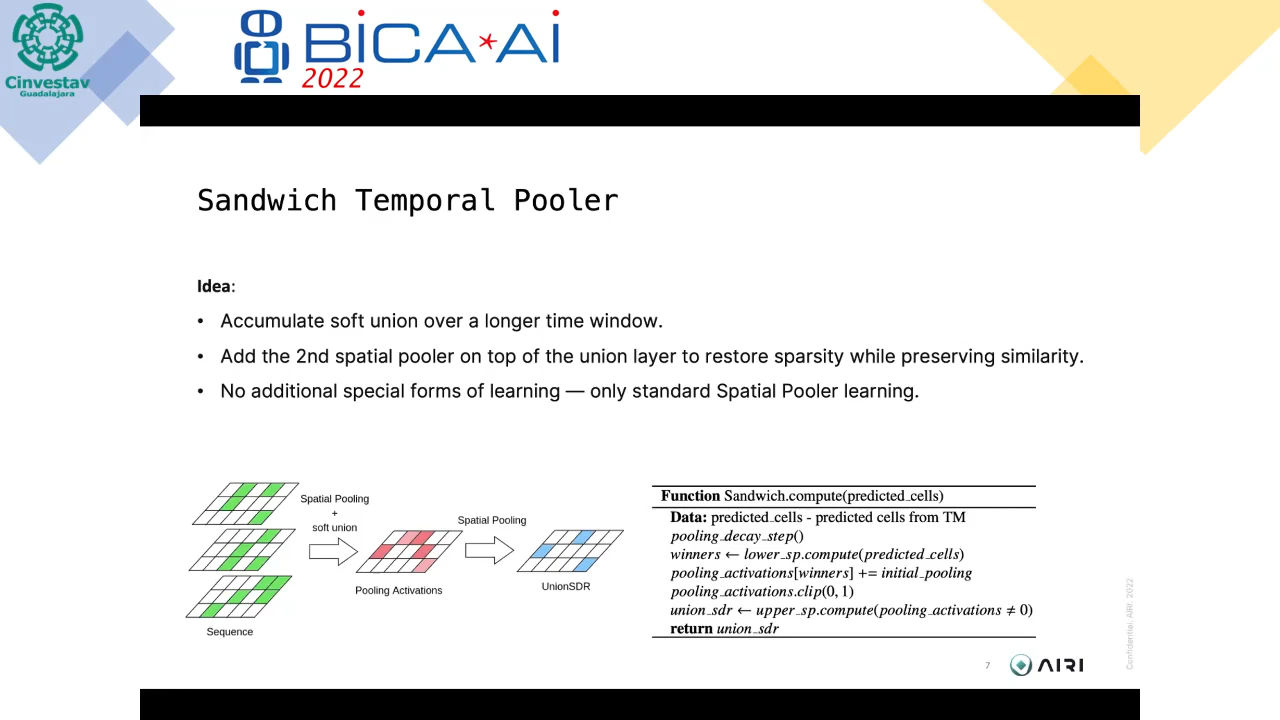 Cinvestav
Guadalajara
BiCA*Ai
2022
Sandwich Temporal Pooler
Idea:
• Accumulate soft union over a longer time window.
• Add the 2nd spatial pooler on top of the union layer to restore sparsity while preserving similarity.
• No additional special forms of learning — only standard Spatial Pooler learning.
Spatial Pooling
+
soft union
Spatial Pooling
Sequence
Pooling Activations
UnionSDR
Function Sandwich.compute(predicted_cells)
Data: predicted_cells - predicted cells from TM
pooling_decay_step()
winners ← lower_sp.compute(predicted_cells)
pooling_activations[winners] += initial_pooling
pooling_activations.clip(0, 1)
union_sdr ← upper_sp.compute(pooling_activations ≠ 0)
return union_sdr
7
AIRI
Confidential. AIRI. 2022